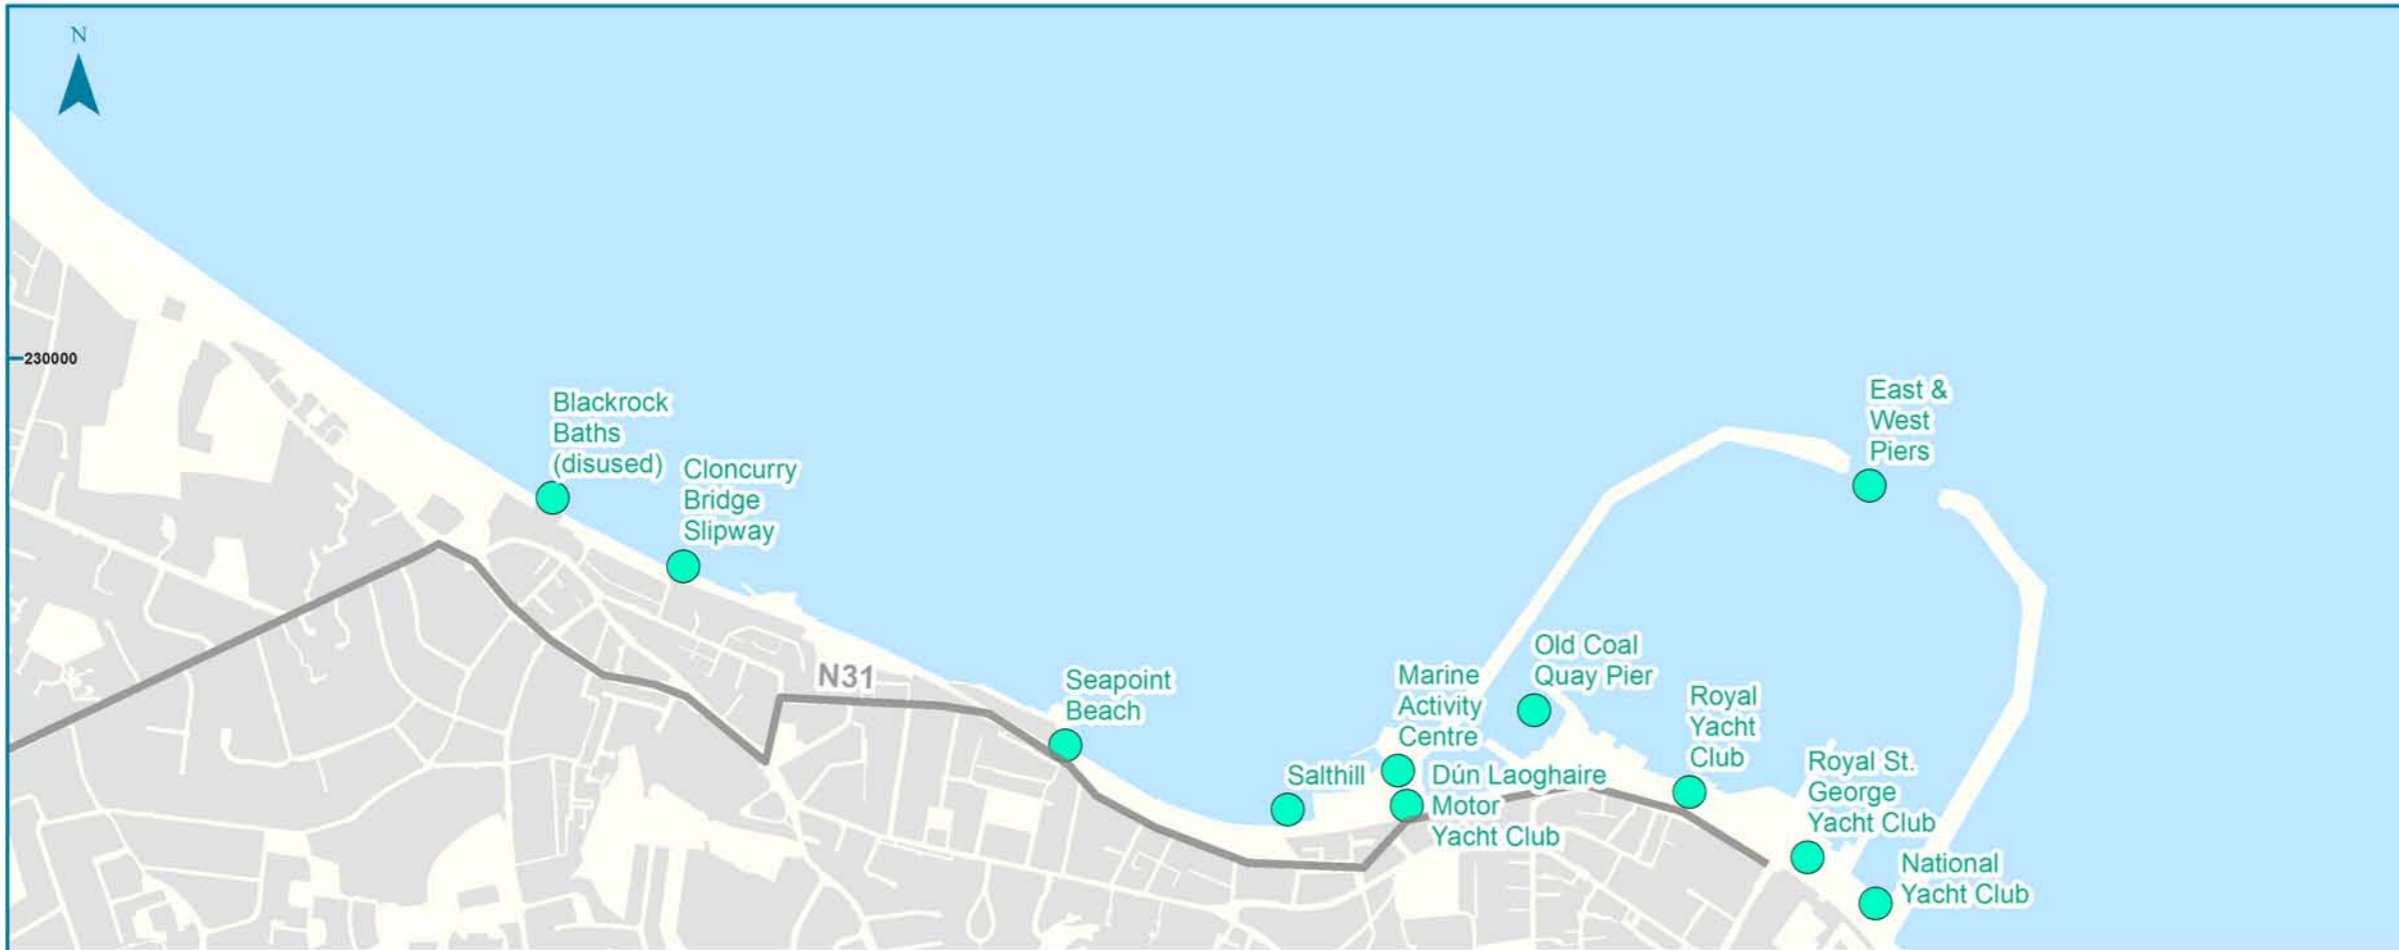 N
230000
Blackrock
Baths
(disused)
Cloncurry
Bridge
Slipway
N31
Seapoint
Beach
Salthill
Marine
Activity
Centre
Dún Laoghaire
Motor
Yacht Club
Old Coal
Quay Pier
Royal
Yacht
Club
East &
West
Piers
Royal St.
George
Yacht Club
National
Yacht Club